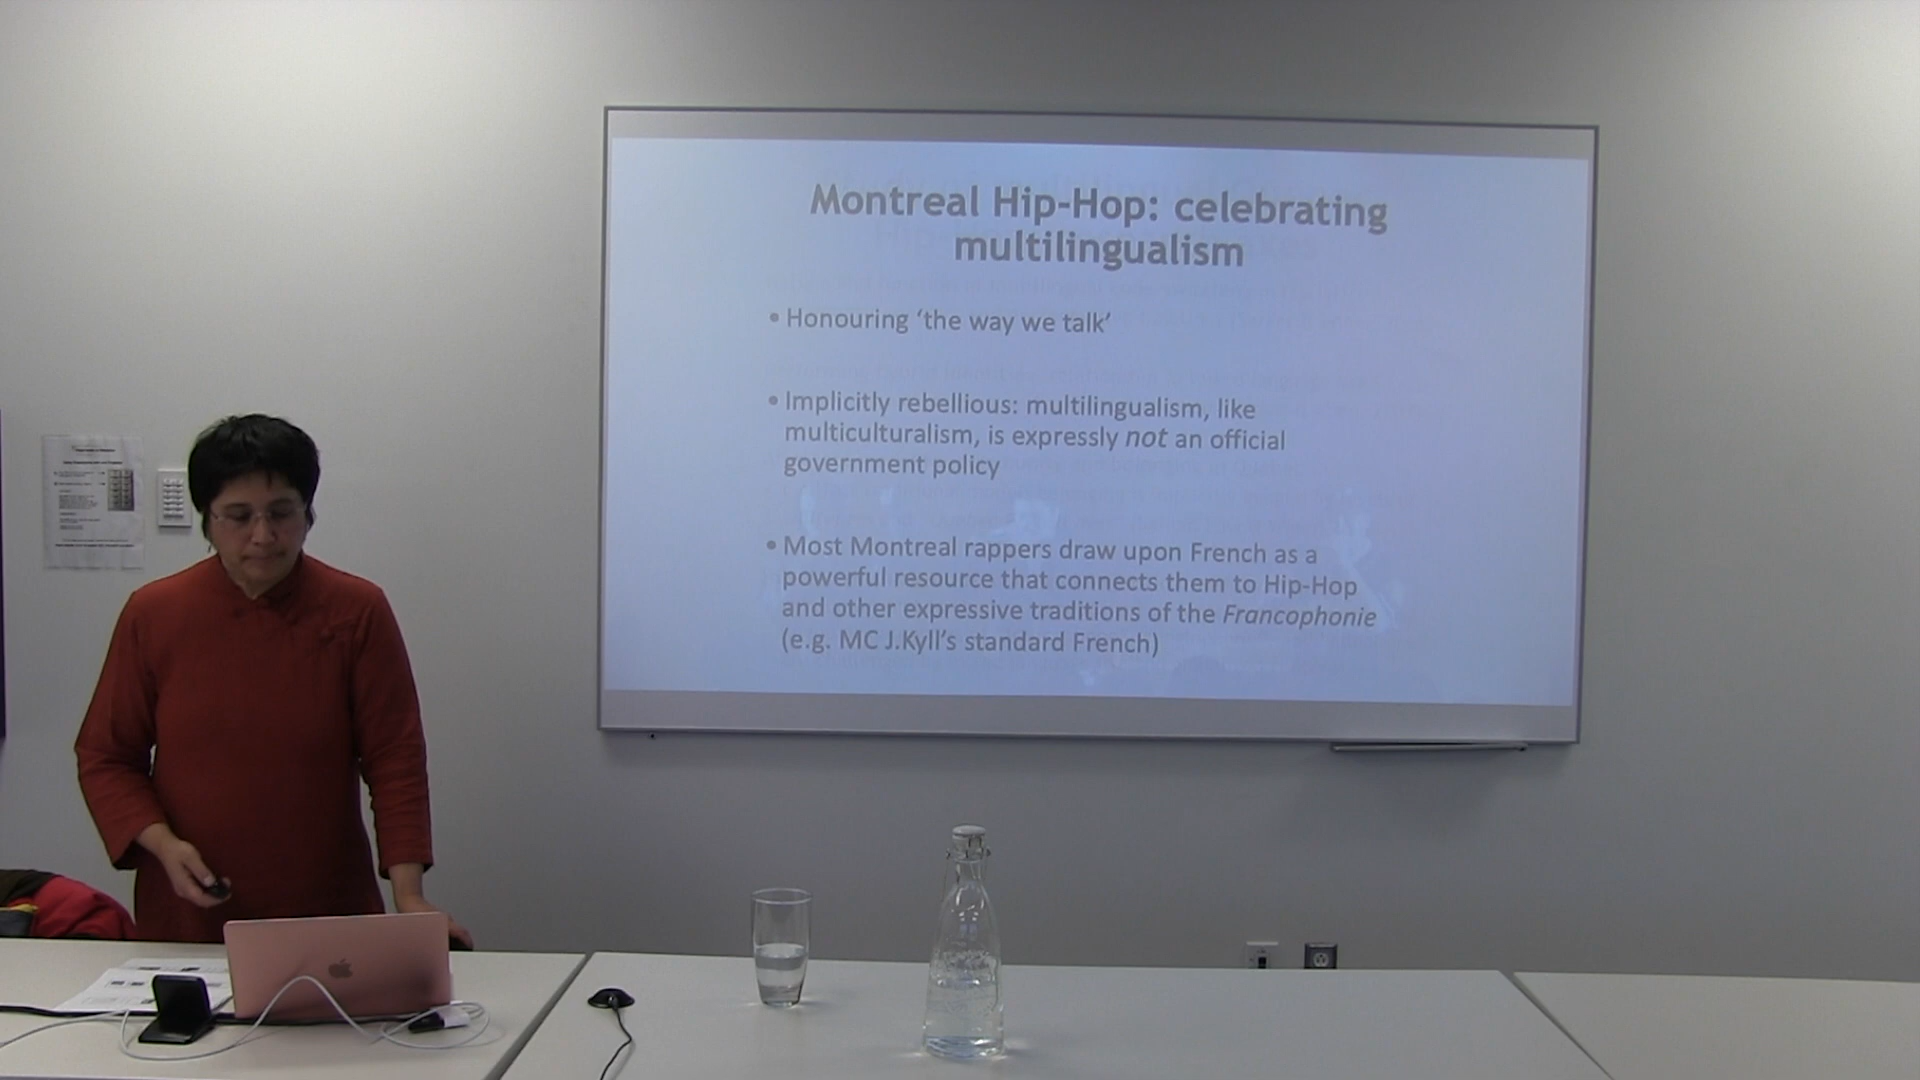 Montreal Hip-Hop: celebrating
multilingualism
• Honouring ‘the way we talk’
• Implicitly rebellious: multilingualism, like
multiculturalism, is expressly not an official
government policy
• Most Montreal rappers draw upon French as a
powerful resource that connects them to Hip-Hop
and other expressive traditions of the Francophonie
(e.g. MC J.Kyll’s standard French)